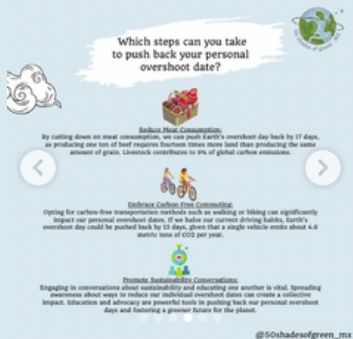 Which steps can you take
to push back your personal
overshoot date?
Reduce Meat Consumption:
By cutting down on meat consumption, we can push Earth's overshoot day back by 17 days,
as producing one ton of beef requires fourteen times more land than producing the same
amount of grain. Livestock contributes to 9% of global carbon emissions.
Embrace Carbon-Free Commuting:
Opting for carbon-free transportation methods such as walking or biking can significantly
impact our personal overshoot dates. If we halve our current driving habits, Earth's
overshoot day could be pushed back by 13 days, given that a single vehicle emits about 4.6
metric tons of CO2 per year.
Promote Sustainability Conversations:
Engaging in conversations about sustainability and educating one another is vital. Spreading
awareness about ways to reduce our individual overshoot dates can create a collective
impact. Education and advocacy are powerful tools in pushing back our personal overshoot
days and fostering a greener future for the planet.
@50shadesofgreen_mx